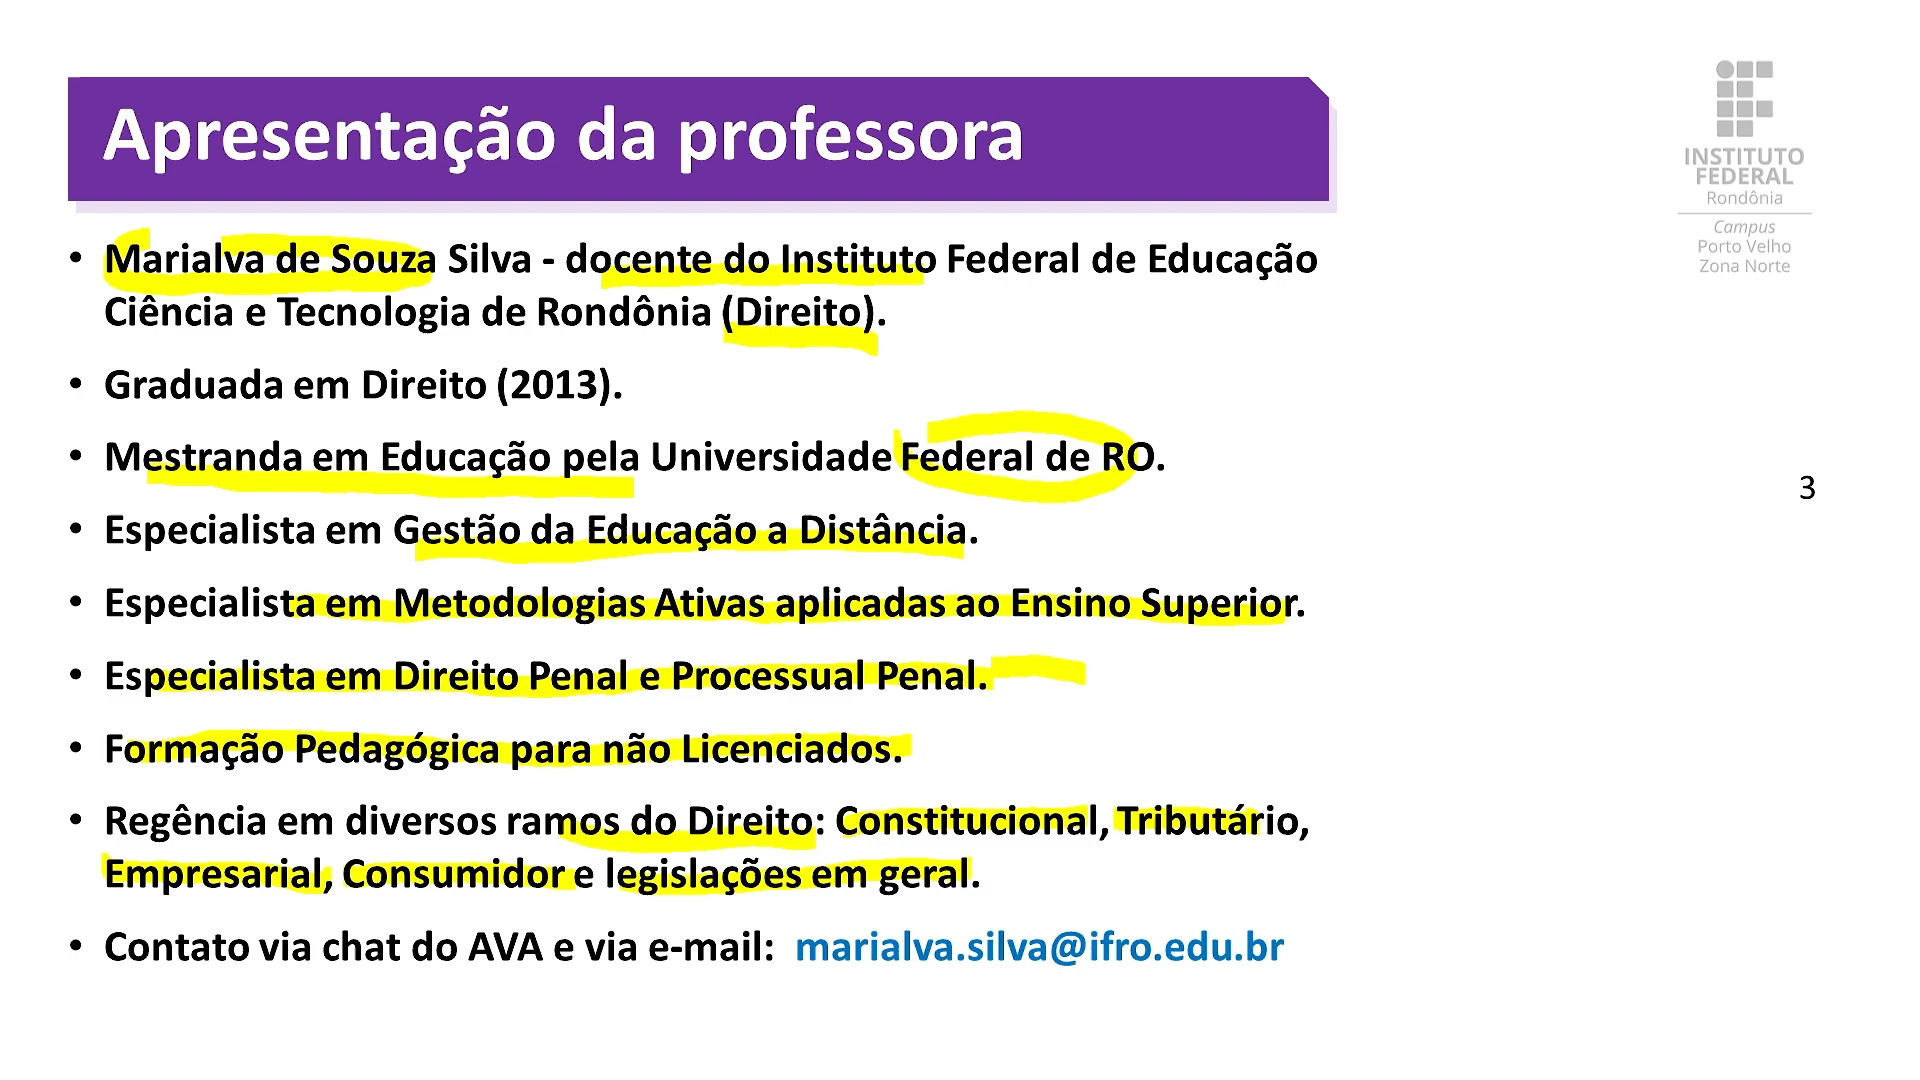 Apresentação da professora
INSTITUTO
FEDERAL
Rondônia
Campus
Porto Velho
Zona Norte
• Marialva de Souza Silva - docente do Instituto Federal de Educação
Ciência e Tecnologia de Rondônia (Direito).
• Graduada em Direito (2013).
• Mestranda em Educação pela Universidade Federal de RO.
3
• Especialista em Gestão da Educação a Distância.
• Especialista em Metodologias Ativas aplicadas ao Ensino Superior.
• Especialista em Direito Penal e Processual Penal.
• Formação Pedagógica para não Licenciados.
• Regência em diversos ramos do Direito: Constitucional, Tributário,
Empresarial, Consumidor e legislações em geral.
• Contato via chat do AVA e via e-mail: marialva.silva@ifro.edu.br